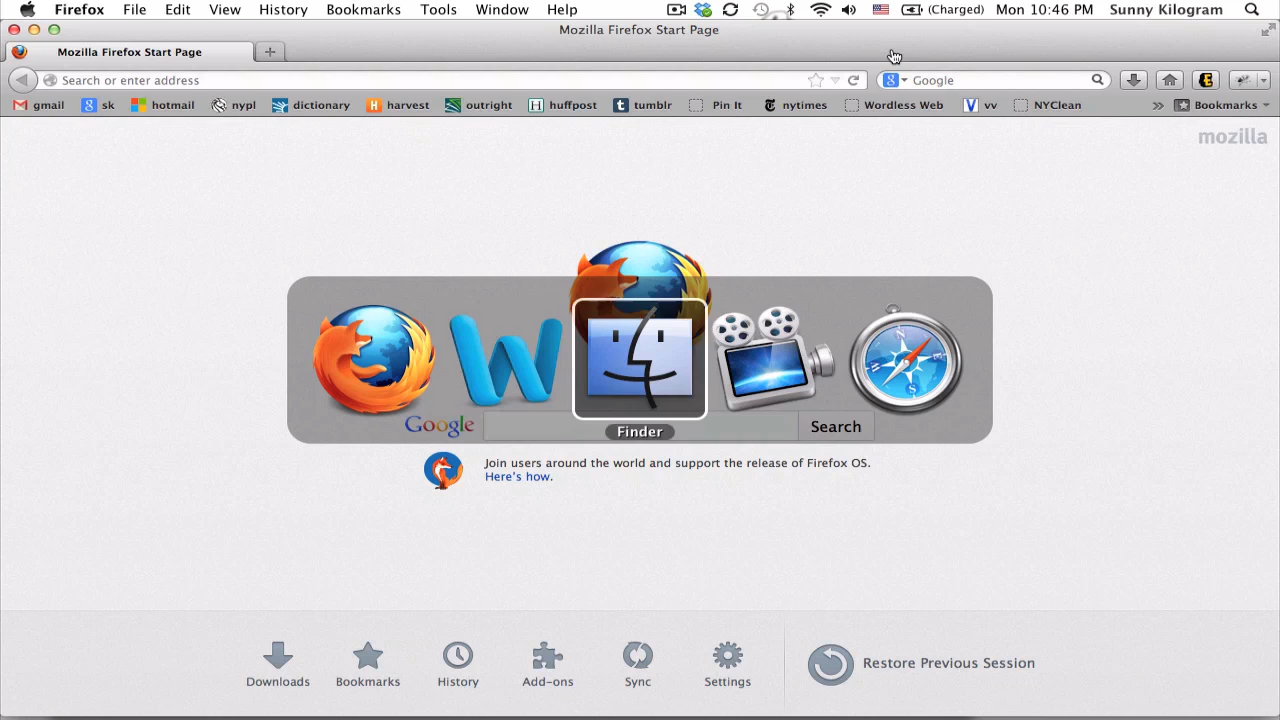 Firefox File Edit View History Bookmarks Tools Window Help (Charged) Mon 10:46 PM Sunny Kilogram
Mozilla Firefox Start Page
Mozilla Firefox Start Page
Search or enter address Google
gmail sk hotmail nypl dictionary harvest outright huffpost tumblr Pin It nytimes Wordless Web vv NYClean » Bookmarks
mozilla
Finder
Google Search
Join users around the world and support the release of Firefox OS.
Here's how.
Downloads Bookmarks History Add-ons Sync Settings Restore Previous Session